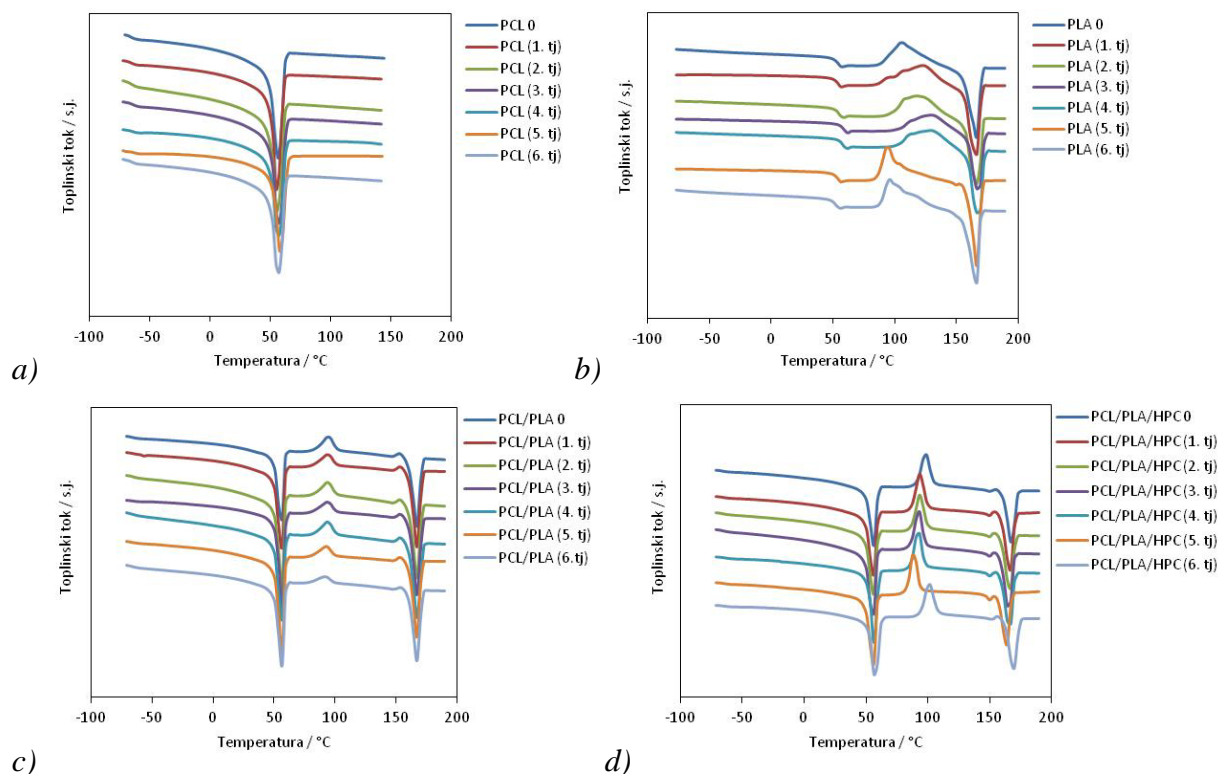 Toplinski tok / s.j.
PCL 0
PCL (1. tj)
PCL (2. tj)
PCL (3. tj)
PCL (4. tj)
PCL (5. tj)
PCL (6. tj)
-100 -50 0 50 100 150 200
Temperatura / °C
a)
Toplinski tok / s.j.
PLA 0
PLA (1. tj)
PLA (2. tj)
PLA (3. tj)
PLA (4. tj)
PLA (5. tj)
PLA (6. tj)
-100 -50 0 50 100 150 200
Temperatura / °C
b)
Toplinski tok / s.j.
PCL/PLA 0
PCL/PLA (1. tj)
PCL/PLA (2. tj)
PCL/PLA (3. tj)
PCL/PLA (4. tj)
PCL/PLA (5. tj)
PCL/PLA (6.tj)
-100 -50 0 50 100 150 200
Temperatura / °C
c)
Toplinski tok / s.j.
PCL/PLA/HPC 0
PCL/PLA/HPC (1. tj)
PCL/PLA/HPC (2. tj)
PCL/PLA/HPC (3. tj)
PCL/PLA/HPC (4. tj)
PCL/PLA/HPC (5. tj)
PCL/PLA/HPC (6. tj)
-100 -50 0 50 100 150 200
Temperatura / °C
d)